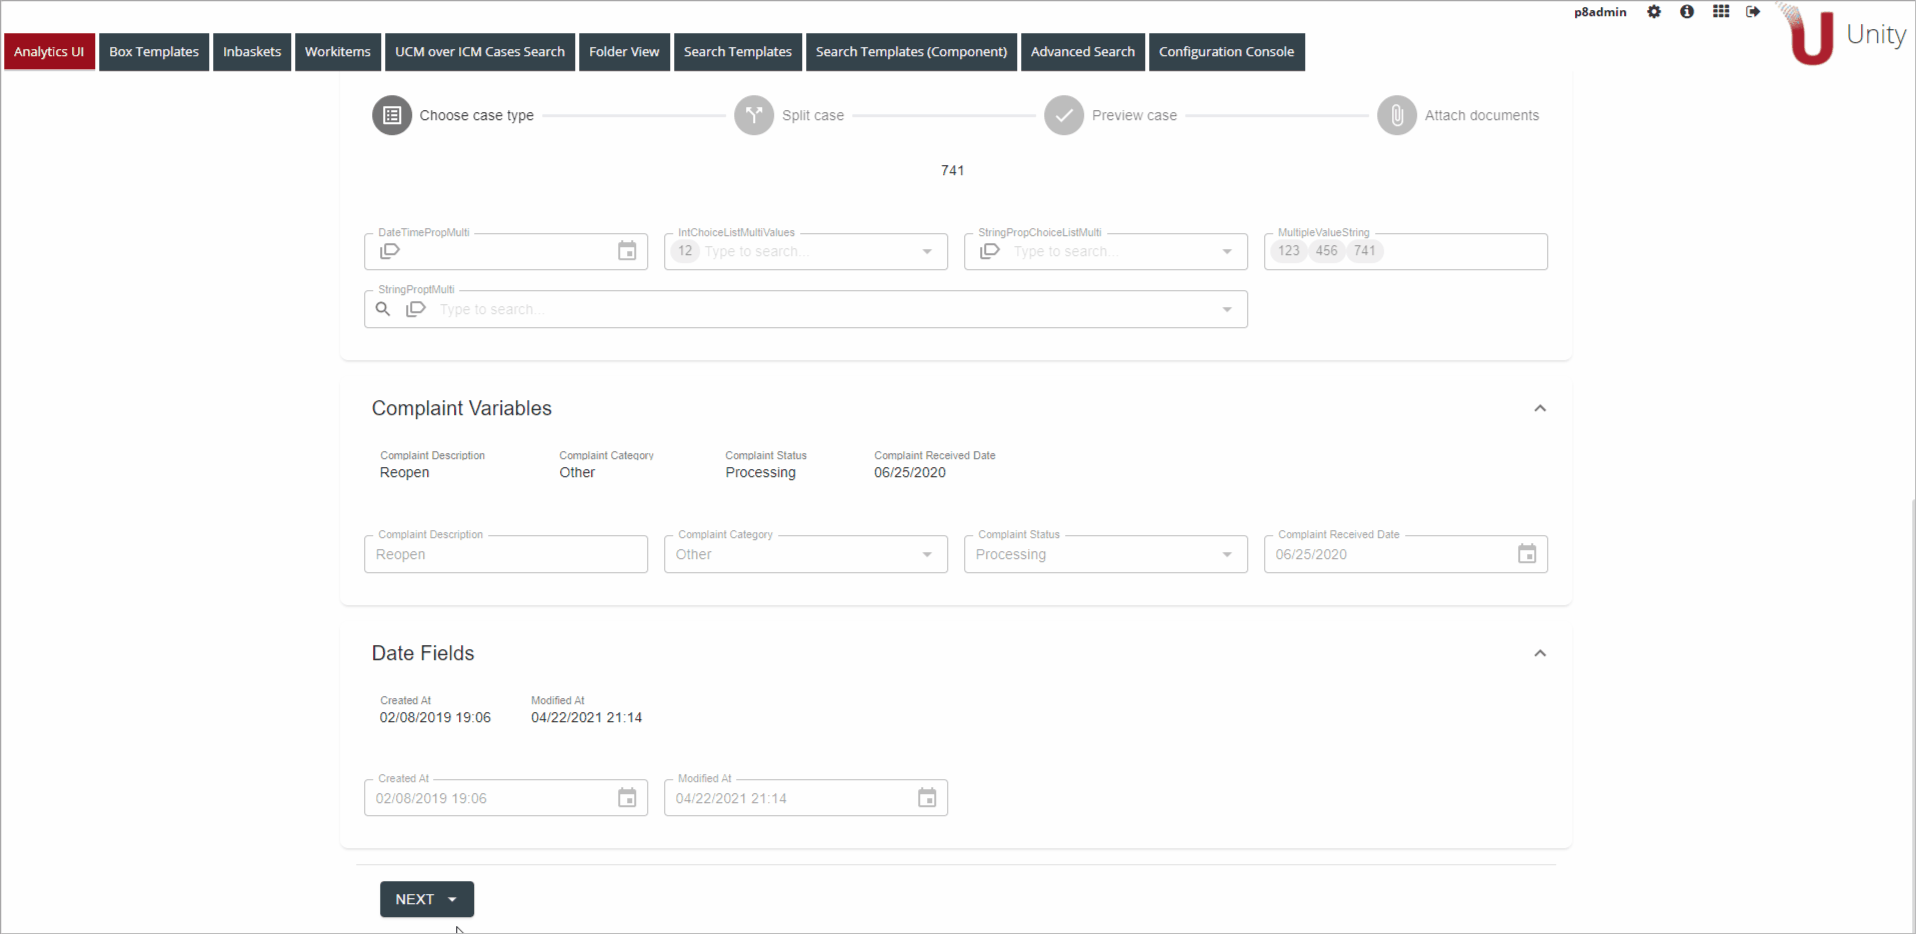 p8admin
Unity
Analytics UI Box Templates Inbaskets Workitems UCM over ICM Cases Search Folder View Search Templates Search Templates (Component) Advanced Search Configuration Console
Choose case type Split case Preview case Attach documents
741
DateTimePropMulti IntChoiceListMultiValues StringPropChoiceListMulti MultipleValueString
12 Type to search... Type to search... 123 456 741
StringProptMulti
Type to search...
Complaint Variables
Complaint Description Complaint Category Complaint Status Complaint Received Date
Reopen Other Processing 06/25/2020
Complaint Description Complaint Category Complaint Status Complaint Received Date
Reopen Other Processing 06/25/2020
Date Fields
Created At Modified At
02/08/2019 19:06 04/22/2021 21:14
Created At Modified At
02/08/2019 19:06 04/22/2021 21:14
NEXT